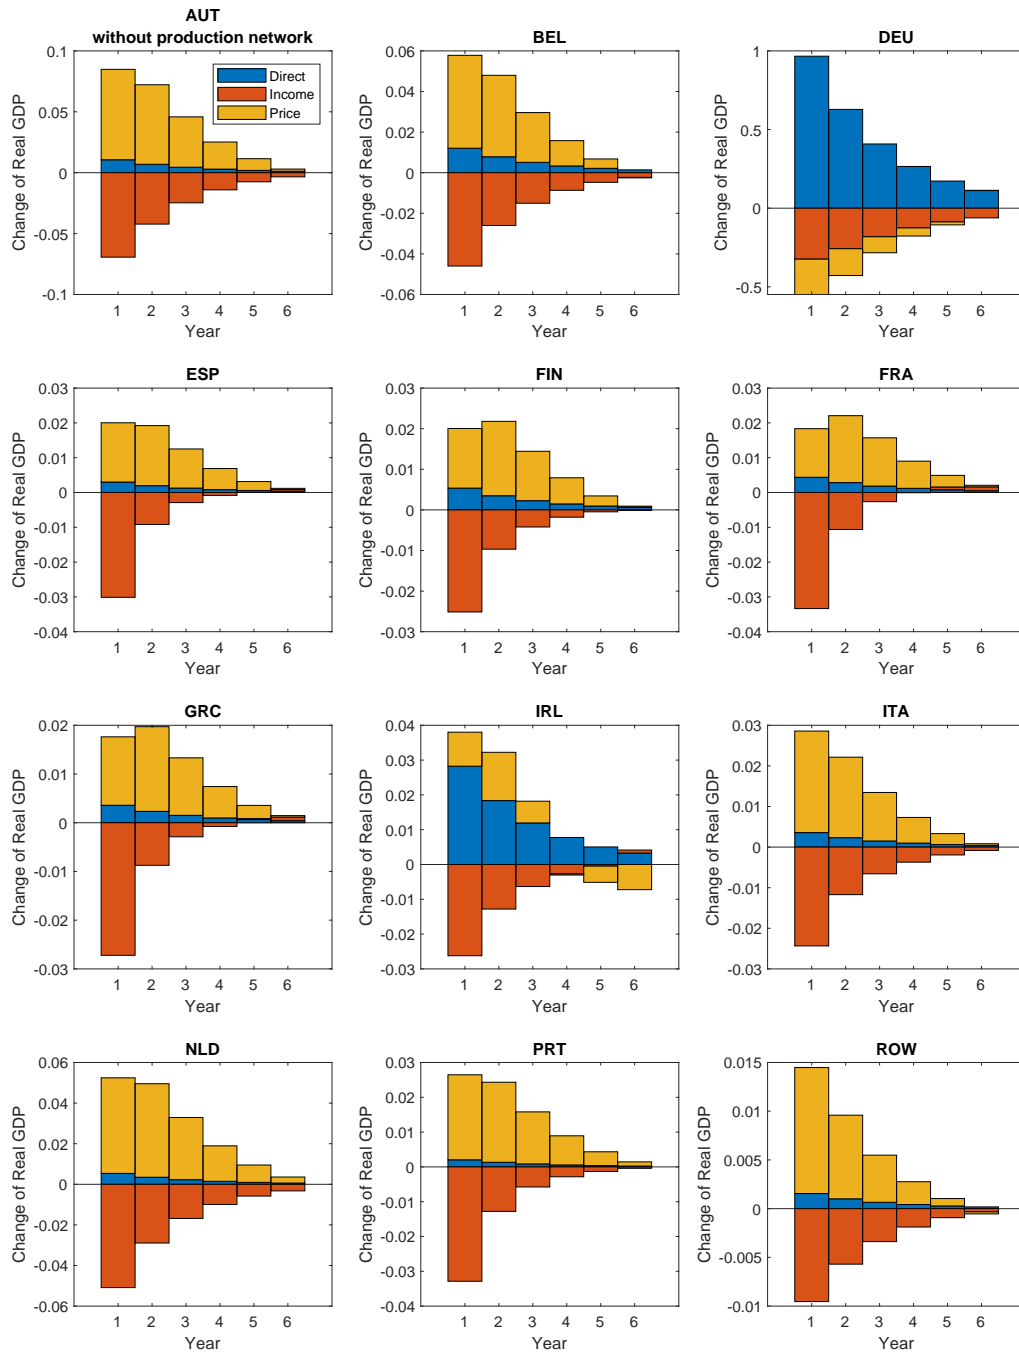 AUT
without production network
0.1
0.05
0
-0.05
-0.1
Change of Real GDP
Direct
Income
Price
1 2 3 4 5 6
Year
BEL
0.06
0.04
0.02
0
-0.02
-0.04
-0.06
Change of Real GDP
1 2 3 4 5 6
Year
DEU
1
0.5
0
-0.5
Change of Real GDP
1 2 3 4 5 6
Year
ESP
0.03
0.02
0.01
0
-0.01
-0.02
-0.03
-0.04
Change of Real GDP
1 2 3 4 5 6
Year
FIN
0.03
0.02
0.01
0
-0.01
-0.02
-0.03
Change of Real GDP
1 2 3 4 5 6
Year
FRA
0.03
0.02
0.01
0
-0.01
-0.02
-0.03
-0.04
Change of Real GDP
1 2 3 4 5 6
Year
GRC
0.02
0.01
0
-0.01
-0.02
-0.03
Change of Real GDP
1 2 3 4 5 6
Year
IRL
0.04
0.03
0.02
0.01
0
-0.01
-0.02
-0.03
Change of Real GDP
1 2 3 4 5 6
Year
ITA
0.03
0.02
0.01
0
-0.01
-0.02
-0.03
Change of Real GDP
1 2 3 4 5 6
Year
NLD
0.06
0.04
0.02
0
-0.02
-0.04
-0.06
Change of Real GDP
1 2 3 4 5 6
Year
PRT
0.03
0.02
0.01
0
-0.01
-0.02
-0.03
-0.04
Change of Real GDP
1 2 3 4 5 6
Year
ROW
0.015
0.01
0.005
0
-0.005
-0.01
Change of Real GDP
1 2 3 4 5 6
Year